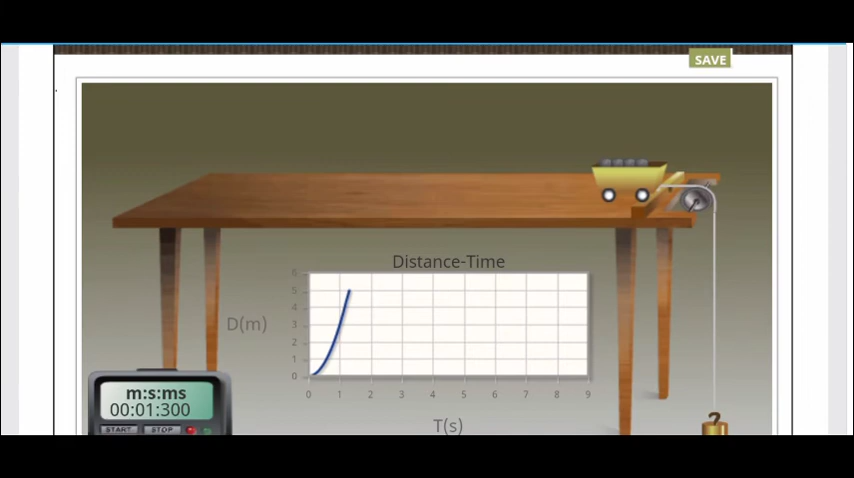 SAVE
Distance-Time
6
5
4
3
2
1
0
D(m)
0 1 2 3 4 5 6 7 8 9
T(s)
m:s:ms
00:01:300
START STOP
?